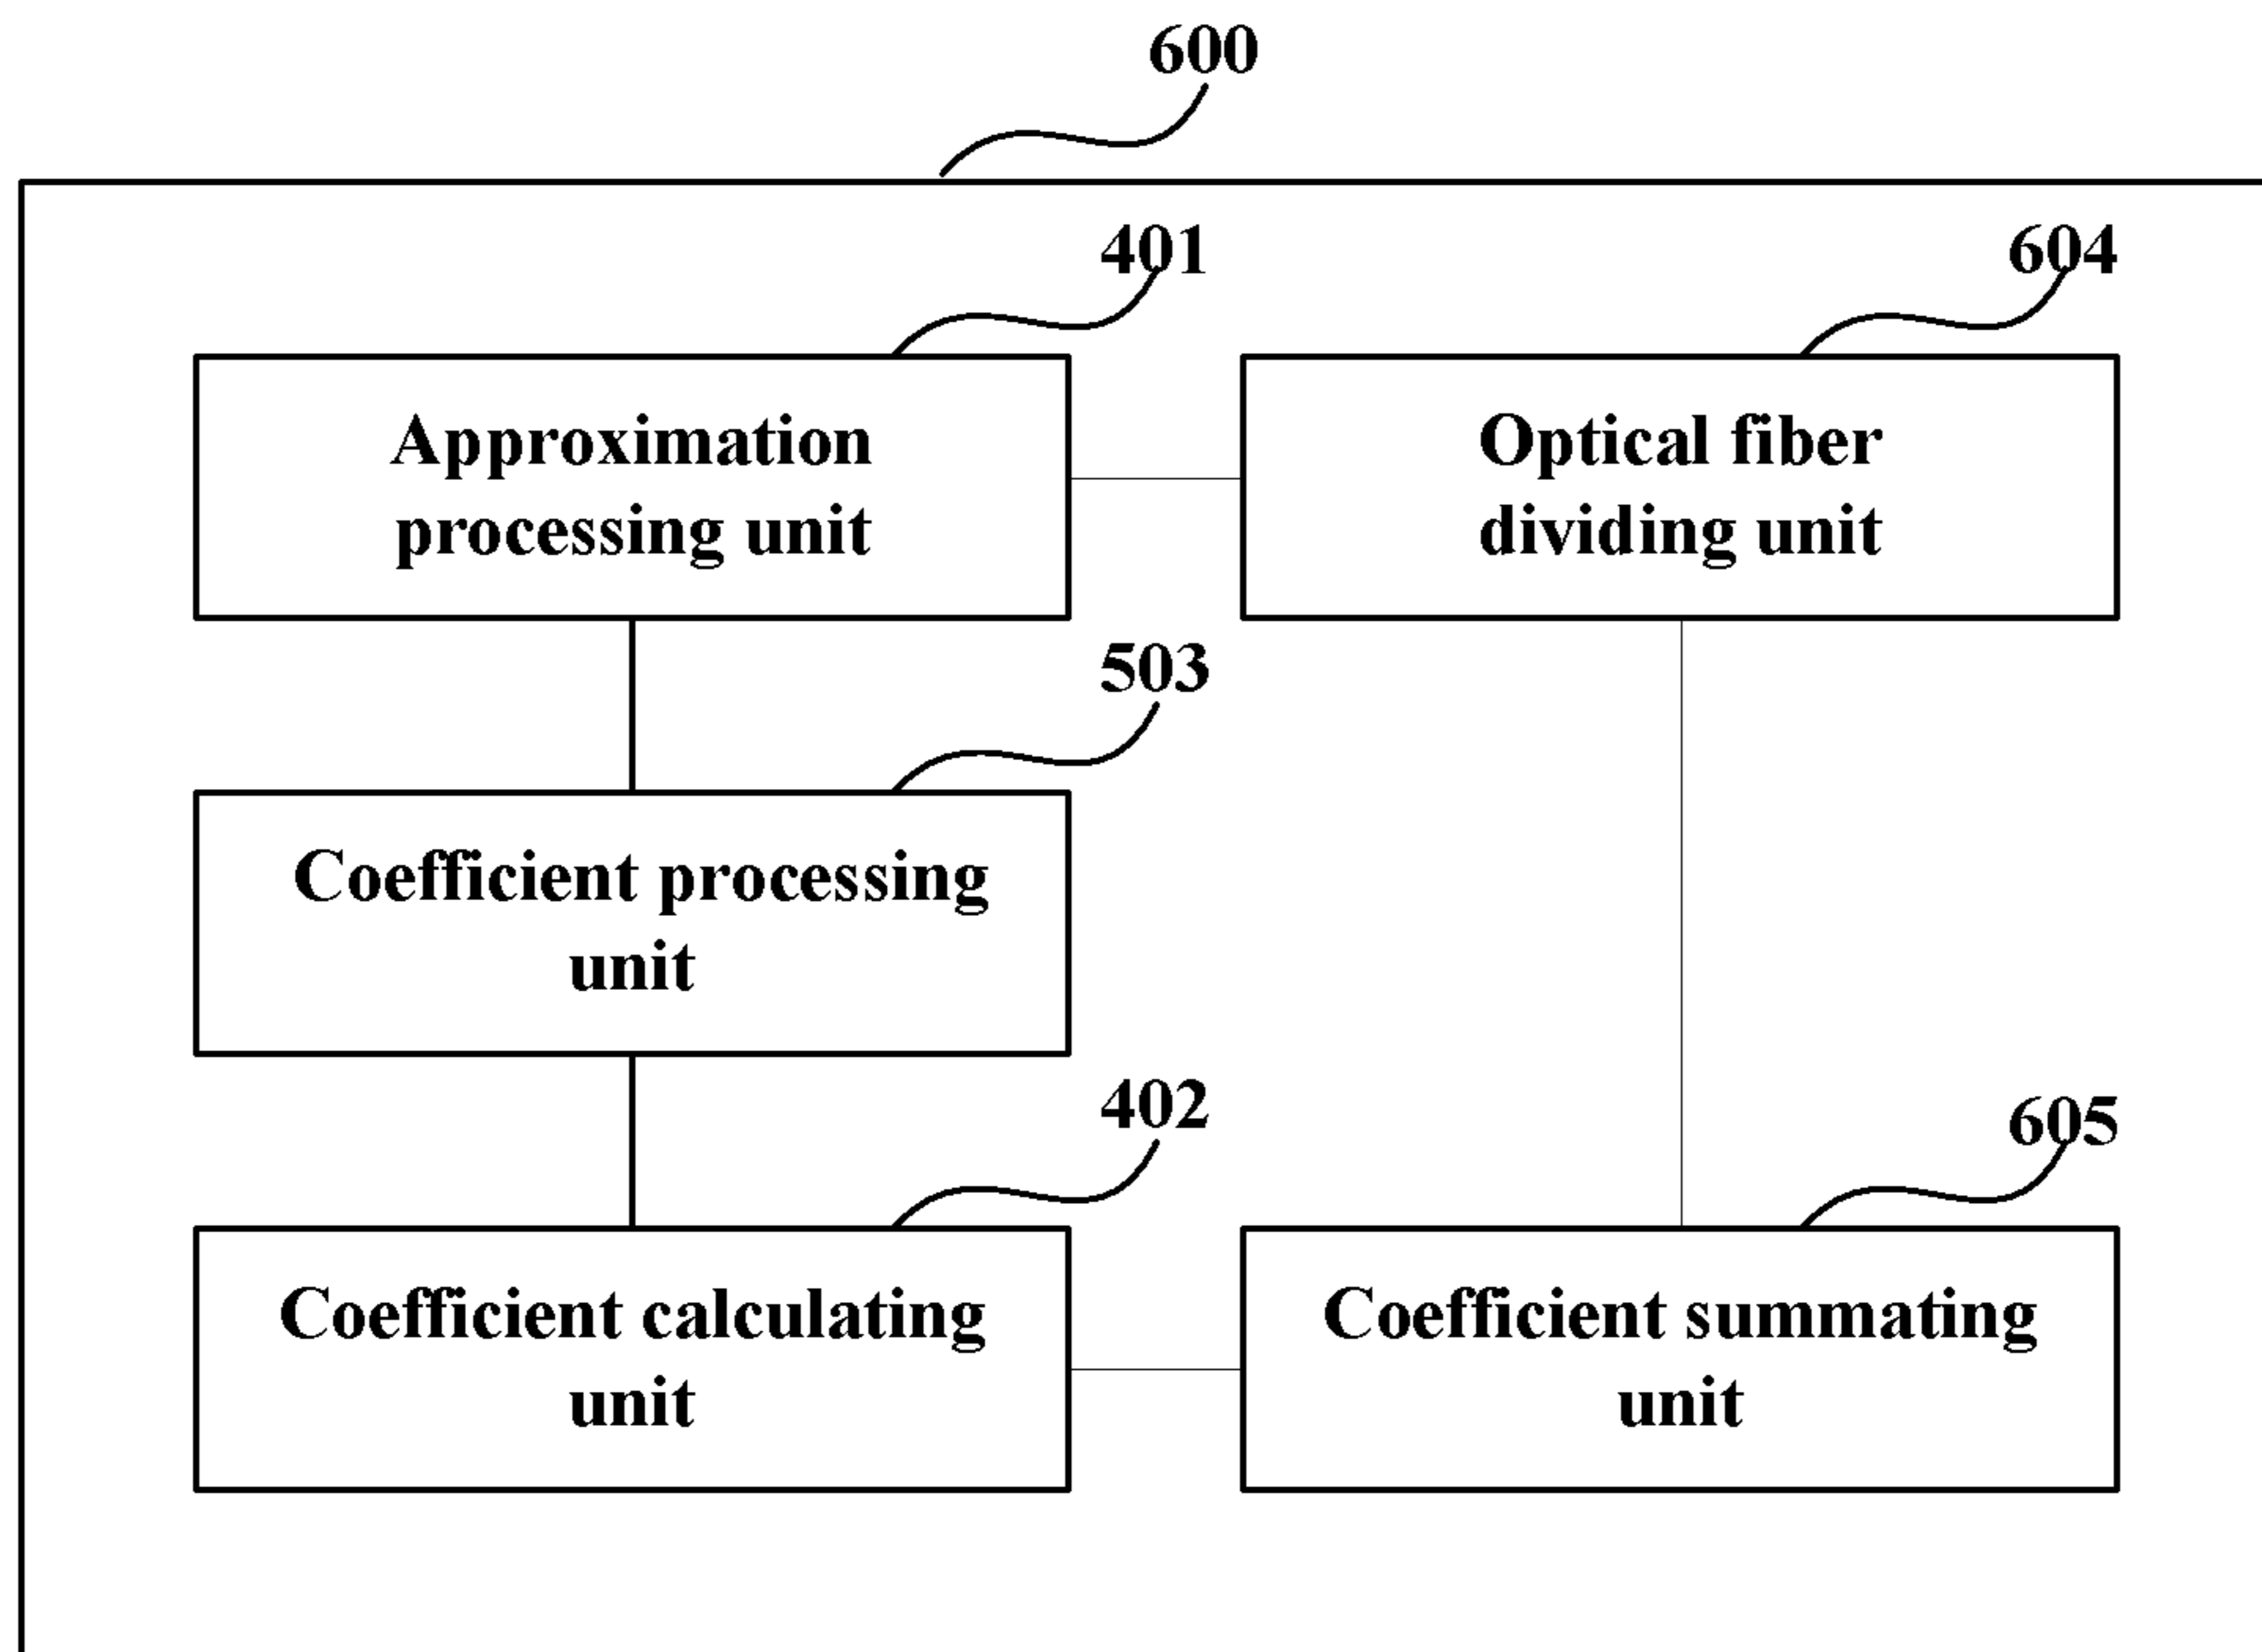 600
401
604
Approximation
processing unit
Optical fiber
dividing unit
503
Coefficient processing
unit
402
605
Coefficient calculating
unit
Coefficient summating
unit